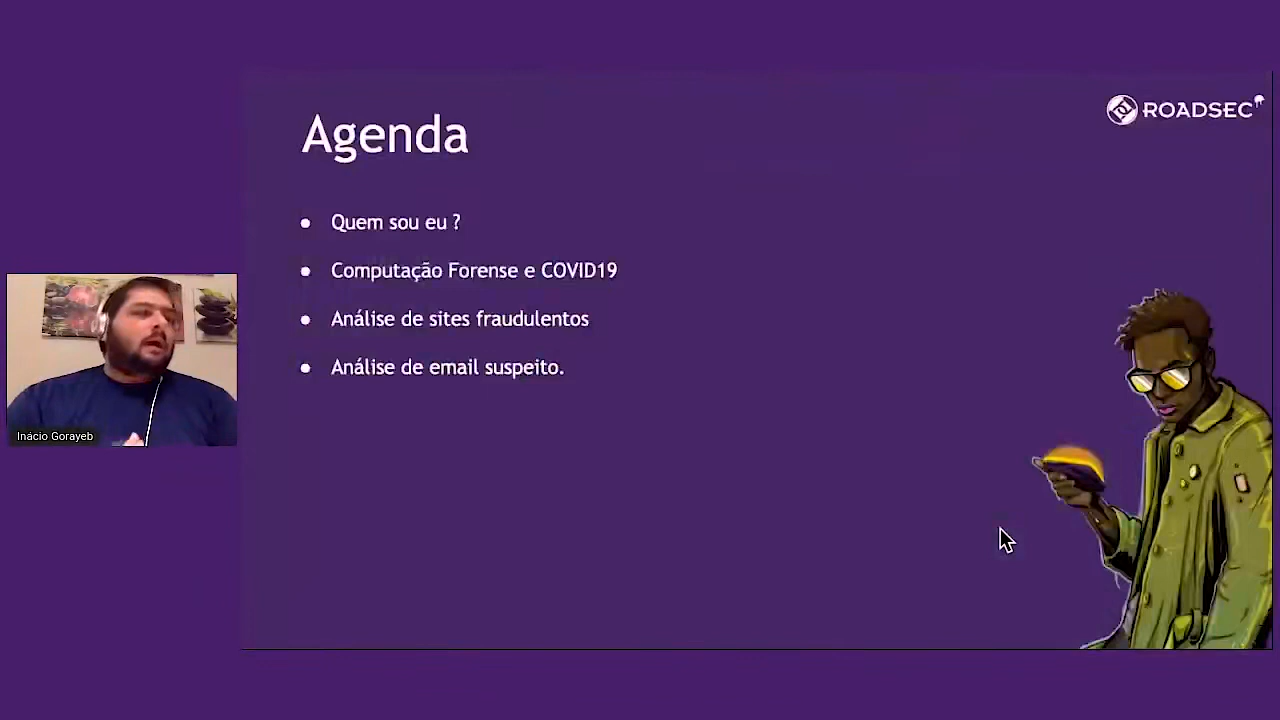 Agenda
ROADSEC
Quem sou eu ?
Computação Forense e COVID19
Análise de sites fraudulentos
Análise de email suspeito.
Inácio Gorayeb